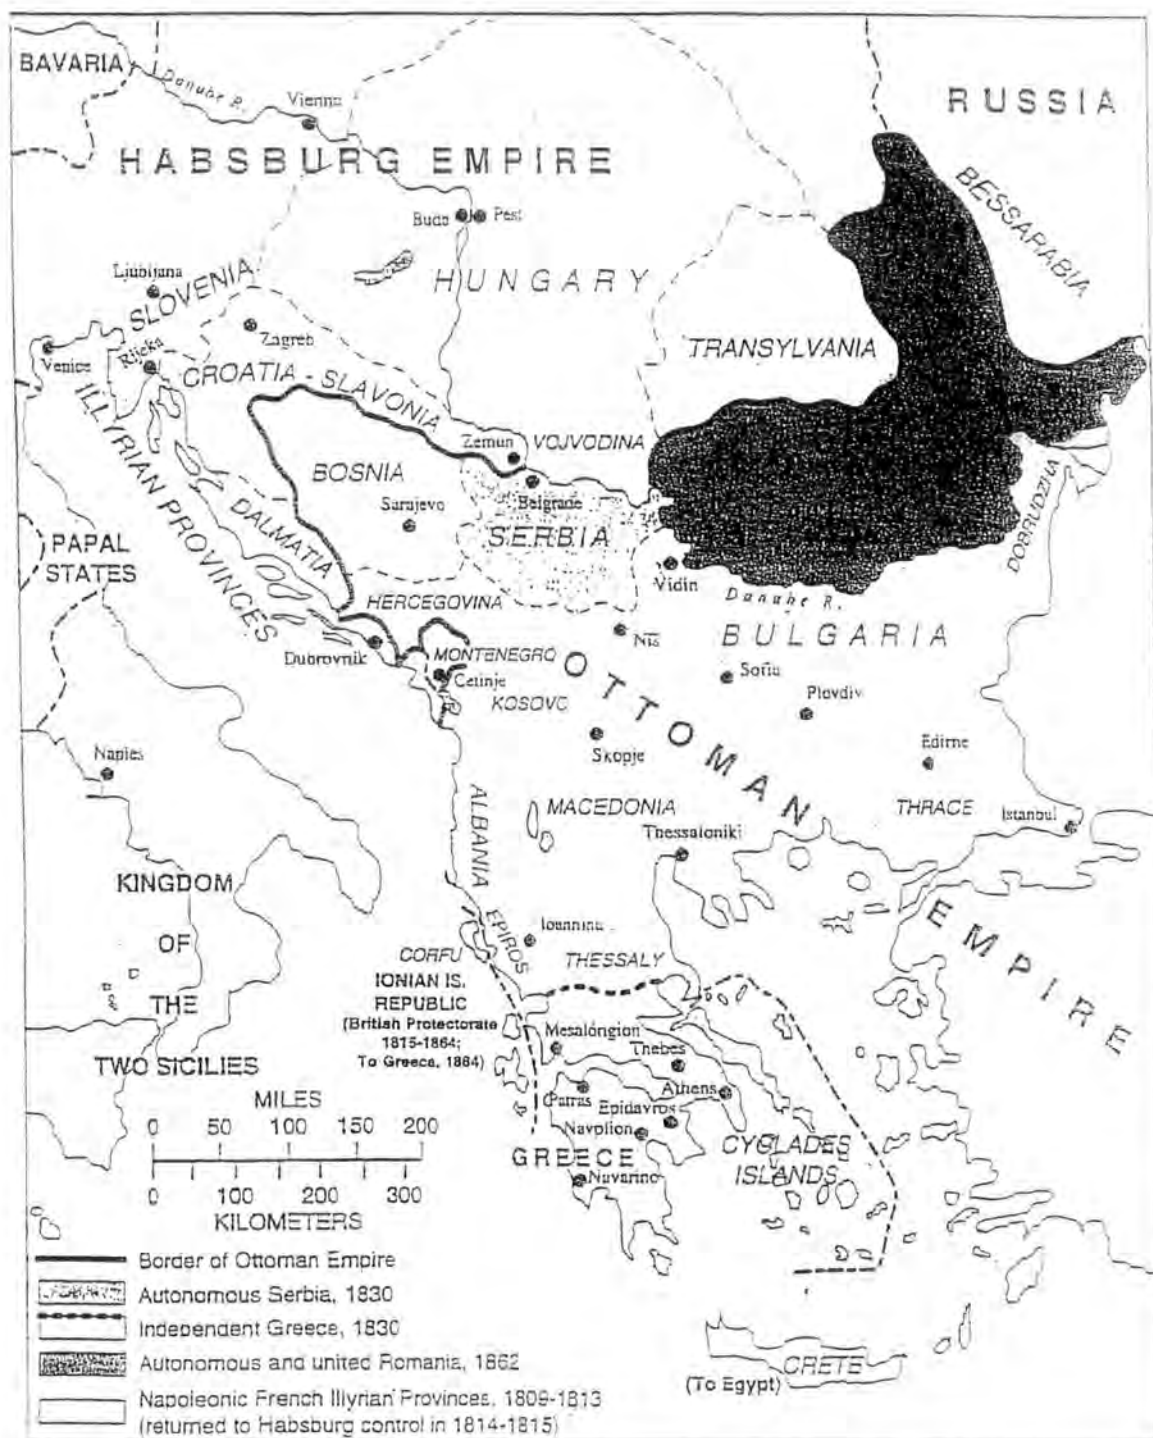 BAVARIA
Danube R.
Vienna
RUSSIA
HABSBURG EMPIRE
BESSARABIA
Buda
Pest
HUNGARY
Ljubljana
SLOVENIA
Venice
Rijeka
Zagreb
TRANSYLVANIA
CROATIA - SLAVONIA
ILLYRIAN PROVINCES
Zemun
VOJVODINA
BOSNIA
Belgrade
Sarajevo
SERBIA
DALMATIA
DOBRUDZHA
PAPAL
STATES
Vidin
Danube R.
HERCEGOVINA
Niš
BULGARIA
Dubrovnik
MONTENEGRO
Cetinje
KOSOVO
Sofia
Plovdiv
OTTOMAN EMPIRE
Skopje
Edirne
Naples
ALBANIA
MACEDONIA
THRACE
Istanbul
Thessaloniki
KINGDOM
OF
THE
TWO SICILIES
EPIROS
Ioannina
CORFU
THESSALY
IONIAN IS.
REPUBLIC
(British Protectorate
1815-1864;
To Greece, 1864)
Mesalóngion
Thebes
Patras
Athens
Epidavros
Navplion
GREECE
CYCLADES
ISLANDS
Navarino
MILES
0 50 100 150 200
0 100 200 300
KILOMETERS
CRETE
(To Egypt)
Border of Ottoman Empire
Autonomous Serbia, 1830
Independent Greece, 1830
Autonomous and united Romania, 1862
Napoleonic French Illyrian Provinces, 1809-1813
(returned to Habsburg control in 1814-1815)